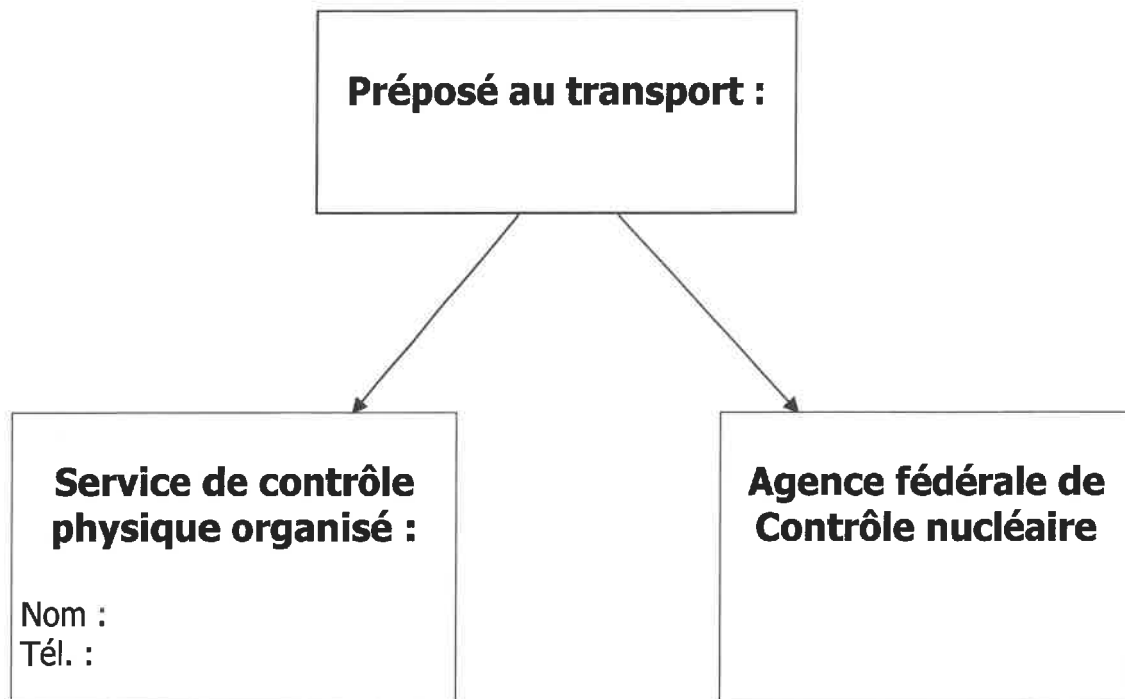 Préposé au transport :
Service de contrôle
physique organisé :
Nom :
Tél. :
Agence fédérale de
Contrôle nucléaire